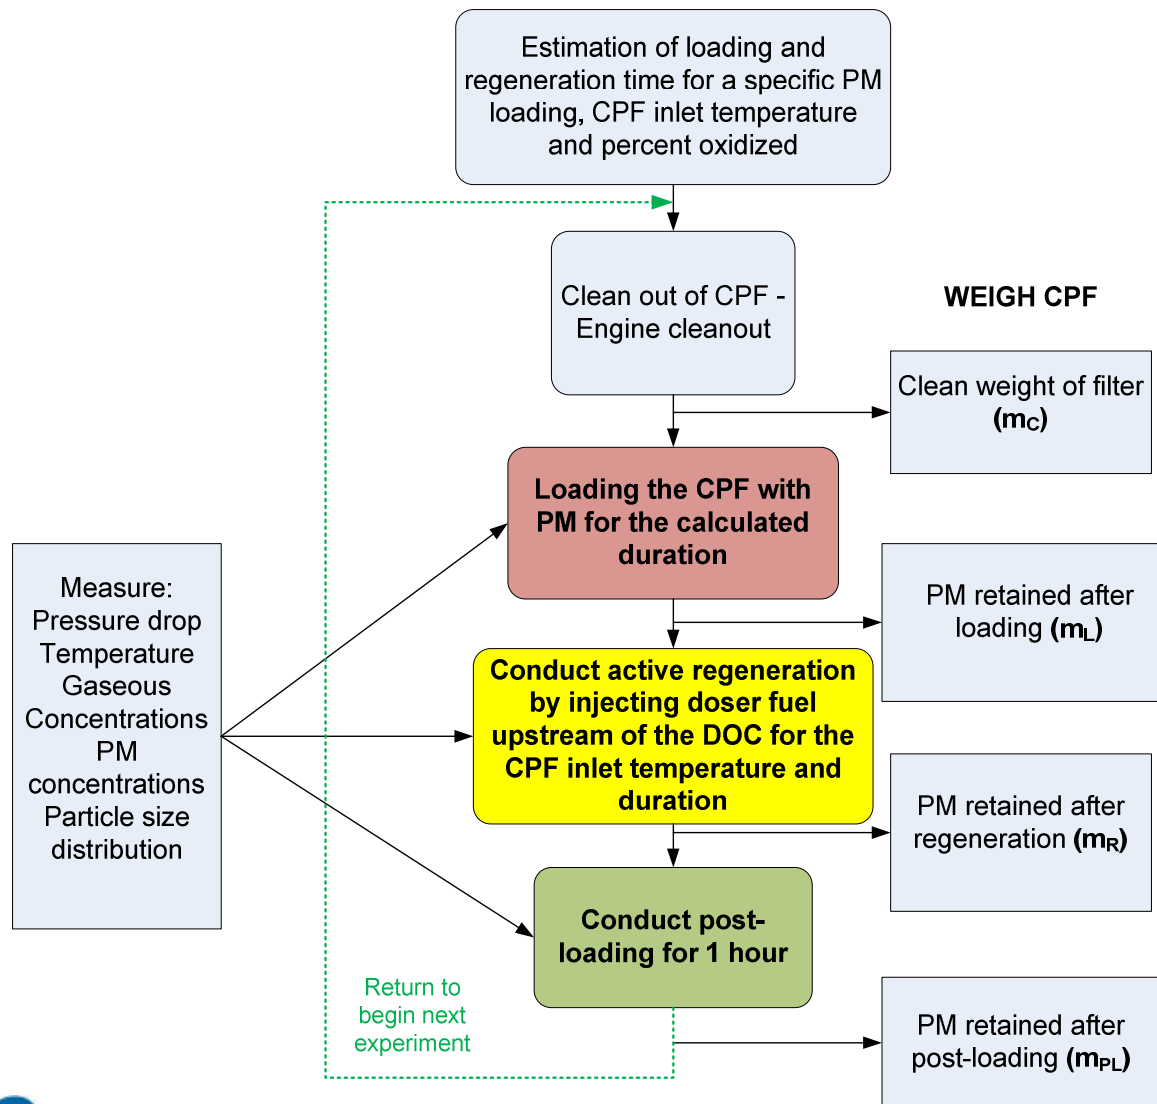 Estimation of loading and
regeneration time for a specific PM
loading, CPF inlet temperature
and percent oxidized
Clean out of CPF -
Engine cleanout
WEIGH CPF
Clean weight of filter
(mC)
Loading the CPF with
PM for the calculated
duration
Measure:
Pressure drop
Temperature
Gaseous
Concentrations
PM
concentrations
Particle size
distribution
PM retained after
loading (mL)
Conduct active regeneration
by injecting doser fuel
upstream of the DOC for the
CPF inlet temperature and
duration
PM retained after
regeneration (mR)
Conduct post-
loading for 1 hour
Return to
begin next
experiment
PM retained after
post-loading (mPL)